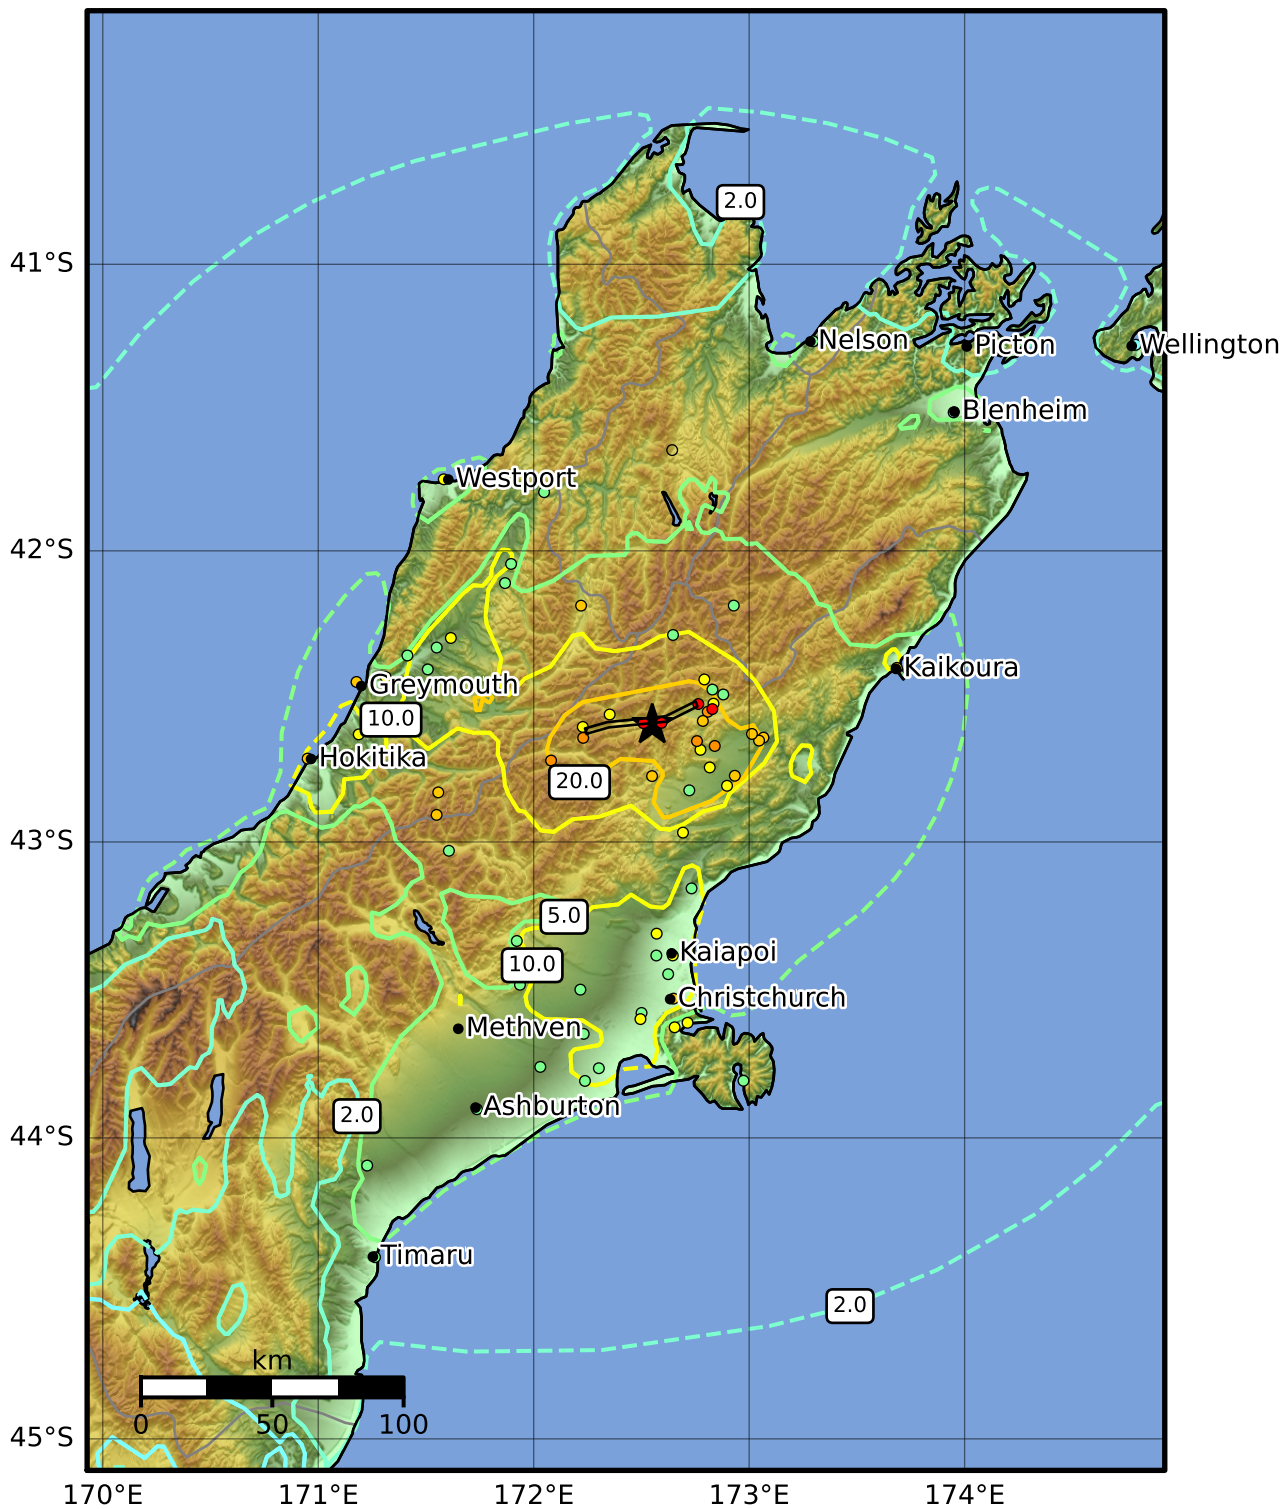 2.0
41°S
Nelson
Picton
Wellington
Blenheim
Westport
42°S
Kaikoura
Greymouth
10.0
Hokitika
20.0
43°S
5.0
Kaiapoi
10.0
Christchurch
Methven
Ashburton
2.0
44°S
Timaru
2.0
km
0 50 100
45°S
170°E 171°E 172°E 173°E 174°E